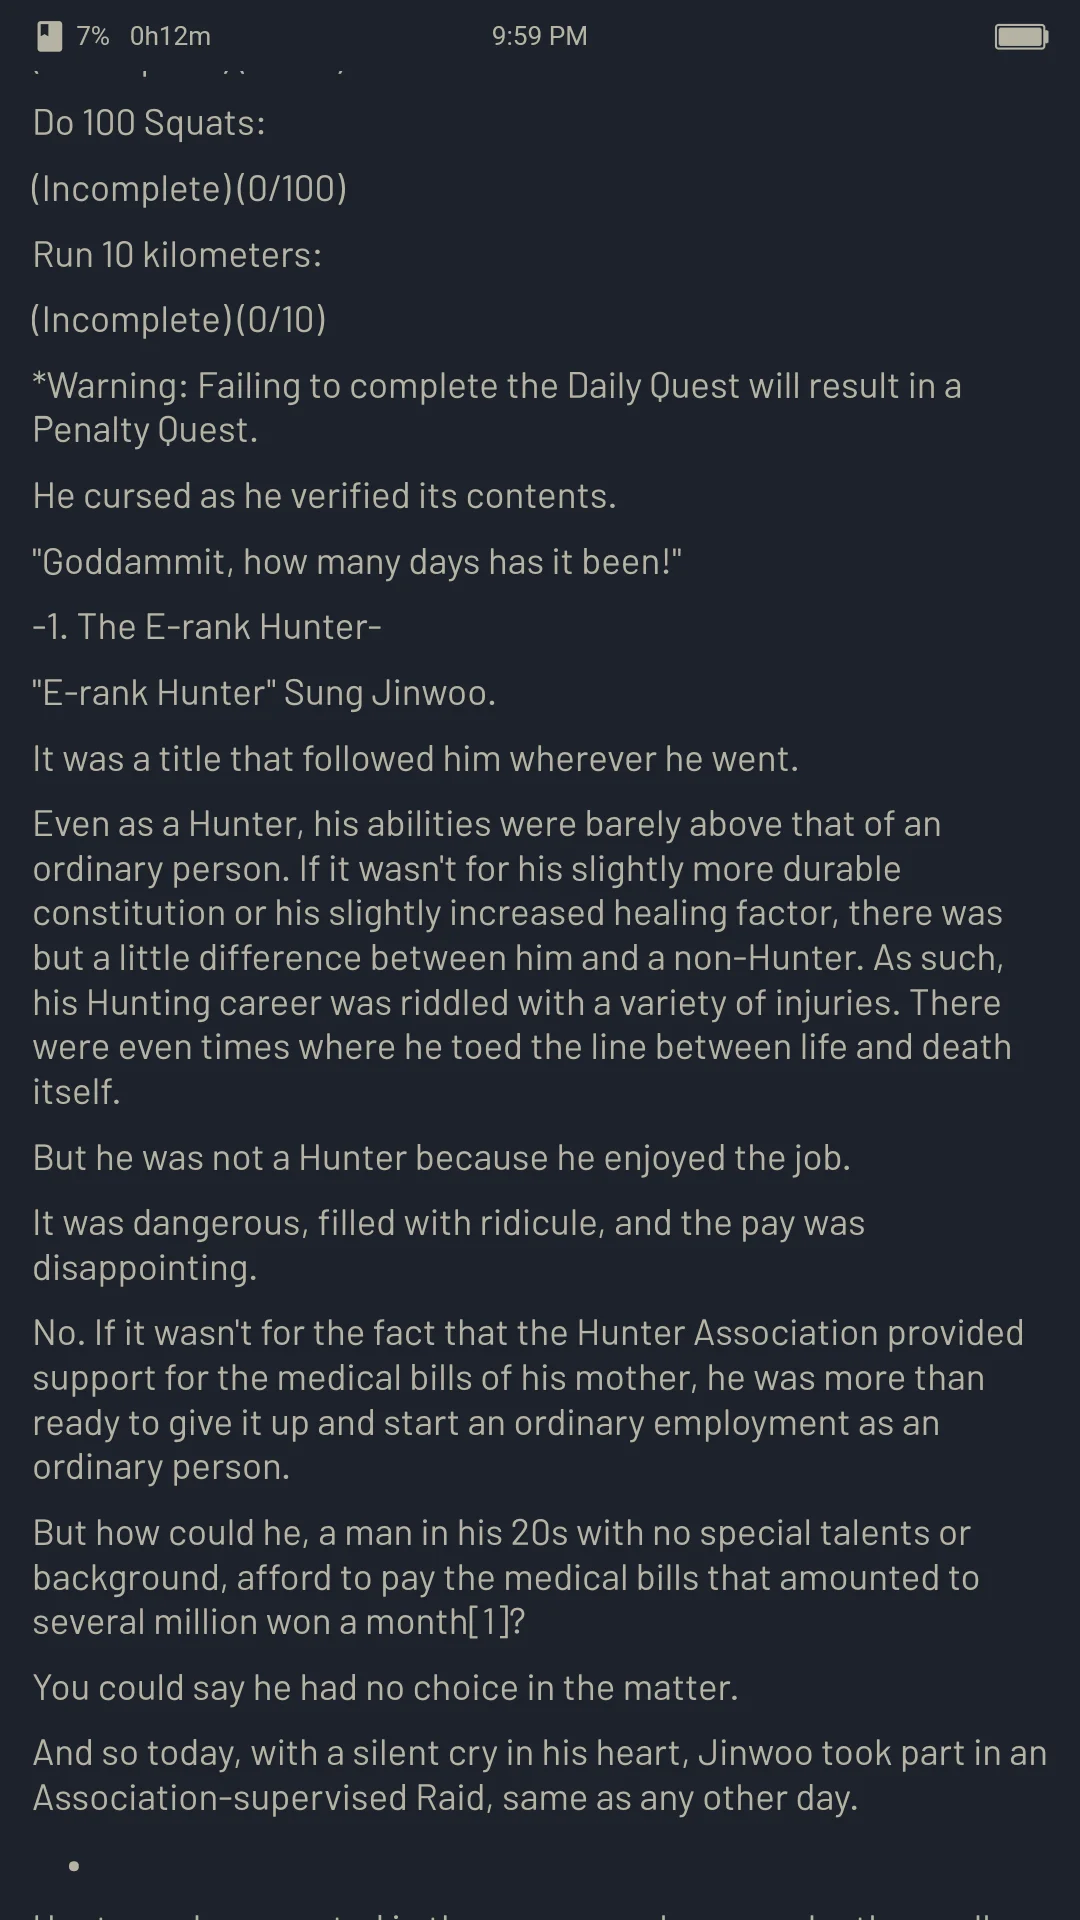 7% 0h12m 9:59 PM
Do 100 Squats:
(Incomplete)(0/100)
Run 10 kilometers:
(Incomplete)(0/10)
*Warning: Failing to complete the Daily Quest will result in a
Penalty Quest.
He cursed as he verified its contents.
"Goddammit, how many days has it been!"
-1. The E-rank Hunter-
"E-rank Hunter" Sung Jinwoo.
It was a title that followed him wherever he went.
Even as a Hunter, his abilities were barely above that of an
ordinary person. If it wasn't for his slightly more durable
constitution or his slightly increased healing factor, there was
but a little difference between him and a non-Hunter. As such,
his Hunting career was riddled with a variety of injuries. There
were even times where he toed the line between life and death
itself.
But he was not a Hunter because he enjoyed the job.
It was dangerous, filled with ridicule, and the pay was
disappointing.
No. If it wasn't for the fact that the Hunter Association provided
support for the medical bills of his mother, he was more than
ready to give it up and start an ordinary employment as an
ordinary person.
But how could he, a man in his 20s with no special talents or
background, afford to pay the medical bills that amounted to
several million won a month[1]?
You could say he had no choice in the matter.
And so today, with a silent cry in his heart, Jinwoo took part in an
Association-supervised Raid, same as any other day.
•